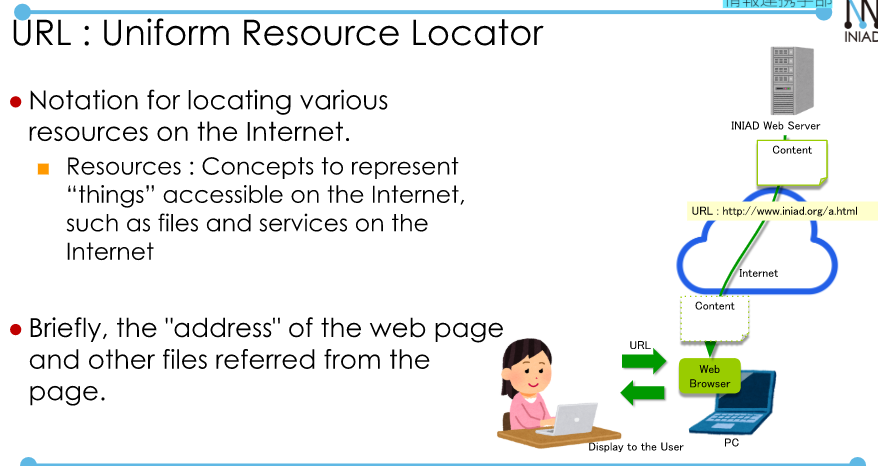 情報連携学部
INIAD
URL : Uniform Resource Locator
● Notation for locating various
resources on the Internet.
■ Resources : Concepts to represent
“things” accessible on the Internet,
such as files and services on the
Internet
● Briefly, the "address" of the web page
and other files referred from the
page.
INIAD Web Server
Content
URL : http://www.iniad.org/a.html
Internet
Content
URL
Web
Browser
Display to the User
PC